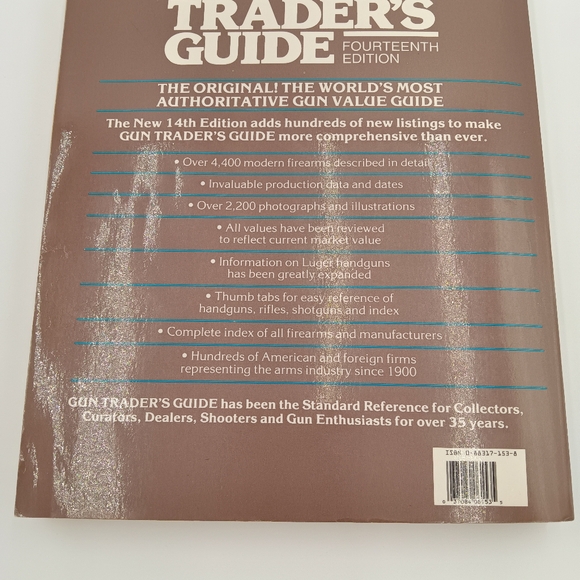 TRADER'S
GUIDE FOURTEENTH
EDITION
THE ORIGINAL! THE WORLD'S MOST
AUTHORITATIVE GUN VALUE GUIDE
The New 14th Edition adds hundreds of new listings to make
GUN TRADER'S GUIDE more comprehensive than ever.
• Over 4,400 modern firearms described in detail
• Invaluable production data and dates
• Over 2,200 photographs and illustrations
• All values have been reviewed
to reflect current market value
• Information on Luger handguns
has been greatly expanded
• Thumb tabs for easy reference of
handguns, rifles, shotguns and index
• Complete index of all firearms and manufacturers
• Hundreds of American and foreign firms
representing the arms industry since 1900
GUN TRADER'S GUIDE has been the Standard Reference for Collectors,
Curators, Dealers, Shooters and Gun Enthusiasts for over 35 years.
ISBN 0-88317-153-6